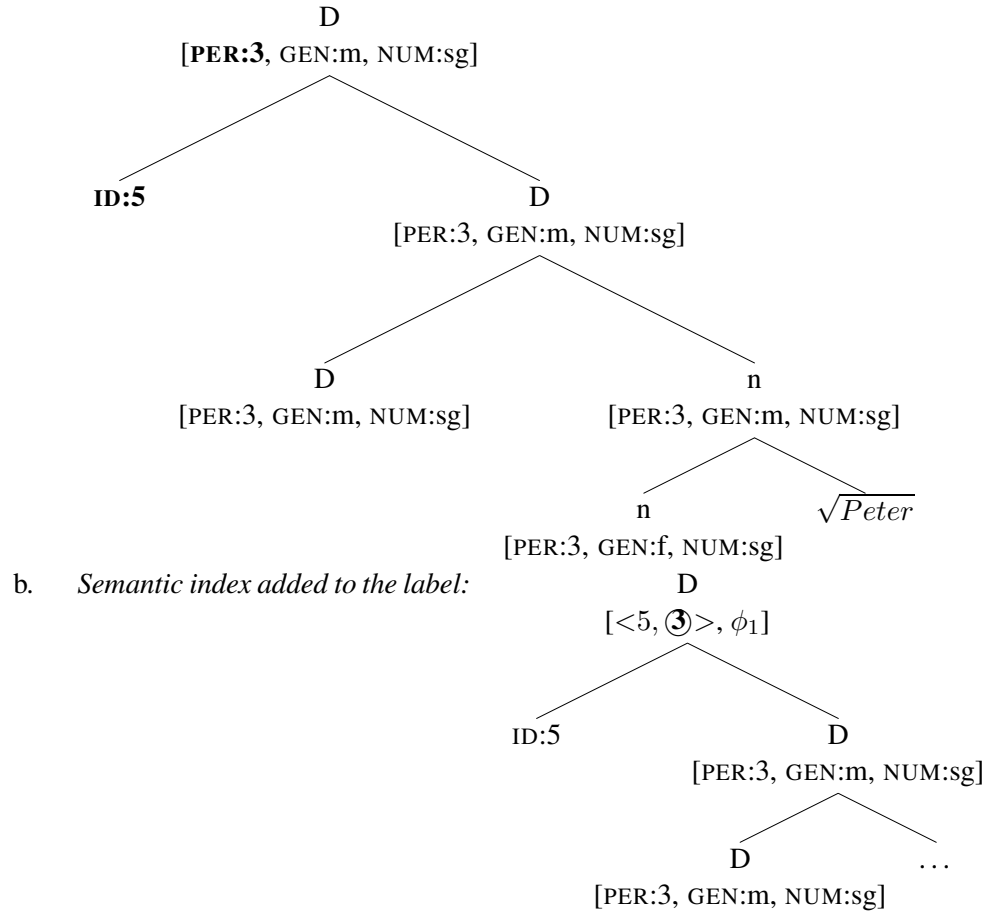 D
[PER:3, GEN:m, NUM:sg]
ID:5 D
[PER:3, GEN:m, NUM:sg]
D n
[PER:3, GEN:m, NUM:sg] [PER:3, GEN:m, NUM:sg]
n √Peter
[PER:3, GEN:f, NUM:sg]
b. Semantic index added to the label: D
[<5, ③>, ϕ₁]
ID:5 D
[PER:3, GEN:m, NUM:sg]
D ...
[PER:3, GEN:m, NUM:sg]